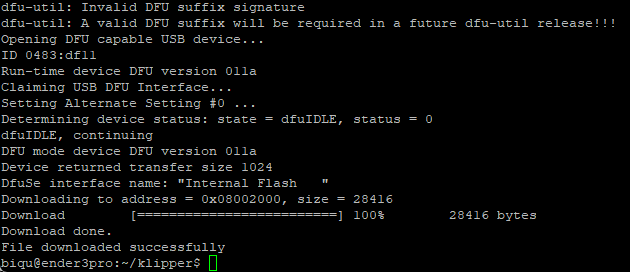 dfu-util: Invalid DFU suffix signature
dfu-util: A valid DFU suffix will be required in a future dfu-util release!!!
Opening DFU capable USB device...
ID 0483:df11
Run-time device DFU version 011a
Claiming USB DFU Interface...
Setting Alternate Setting #0 ...
Determining device status: state = dfuIDLE, status = 0
dfuIDLE, continuing
DFU mode device DFU version 011a
Device returned transfer size 1024
DfuSe interface name: "Internal Flash   "
Downloading to address = 0x08002000, size = 28416
Download        [=========================] 100%        28416 bytes
Download done.
File downloaded successfully
biqu@ender3pro:~/klipper$